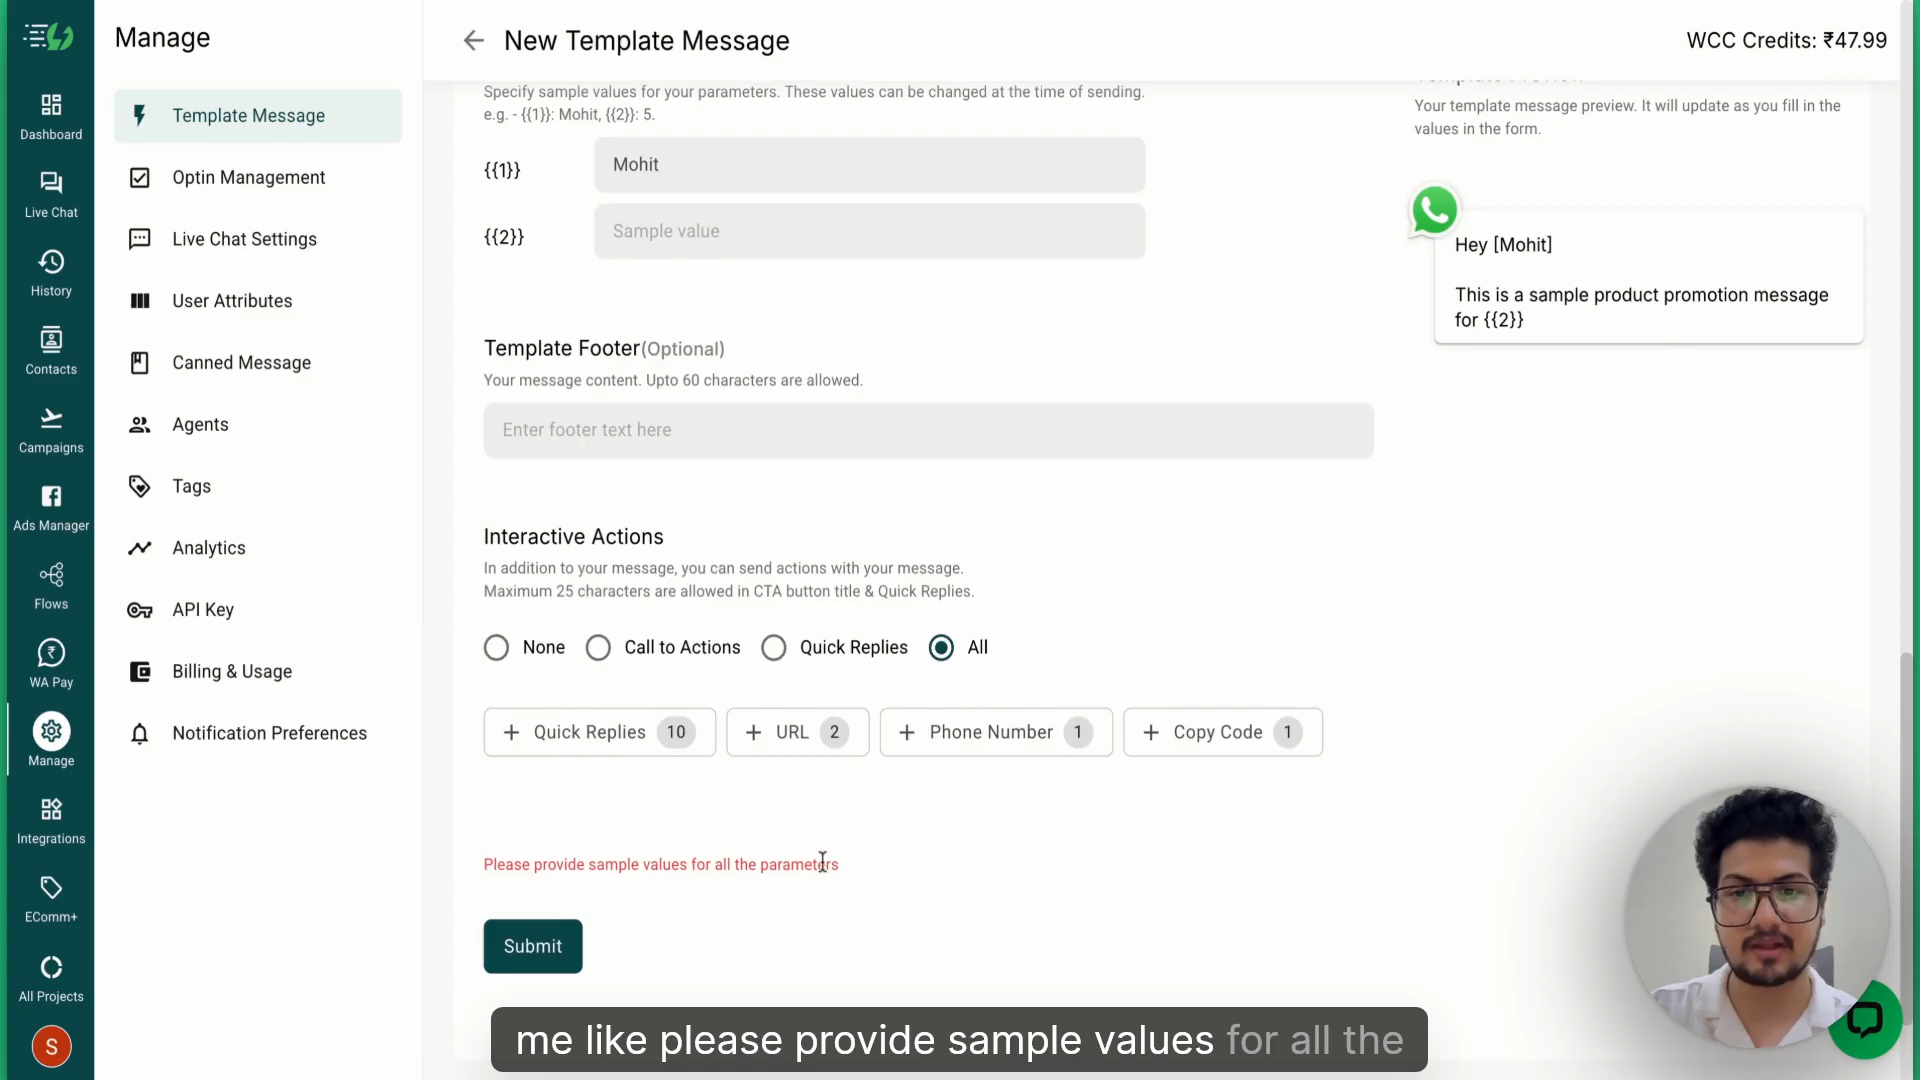 Manage
New Template Message
WCC Credits: ₹47.99
Dashboard
Live Chat
History
Contacts
Campaigns
Ads Manager
Flows
WA Pay
Manage
Integrations
EComm+
All Projects
S
Template Message
Optin Management
Live Chat Settings
User Attributes
Canned Message
Agents
Tags
Analytics
API Key
Billing & Usage
Notification Preferences
Specify sample values for your parameters. These values can be changed at the time of sending.
e.g. - {{1}}: Mohit, {{2}}: 5.
{{1}} Mohit
{{2}} Sample value
Template Footer(Optional)
Your message content. Upto 60 characters are allowed.
Enter footer text here
Interactive Actions
In addition to your message, you can send actions with your message.
Maximum 25 characters are allowed in CTA button title & Quick Replies.
None Call to Actions Quick Replies All
+ Quick Replies 10 + URL 2 + Phone Number 1 + Copy Code 1
Please provide sample values for all the parameters
Submit
Your template message preview. It will update as you fill in the
values in the form.
Hey [Mohit]
This is a sample product promotion message
for {{2}}
me like please provide sample values for all the